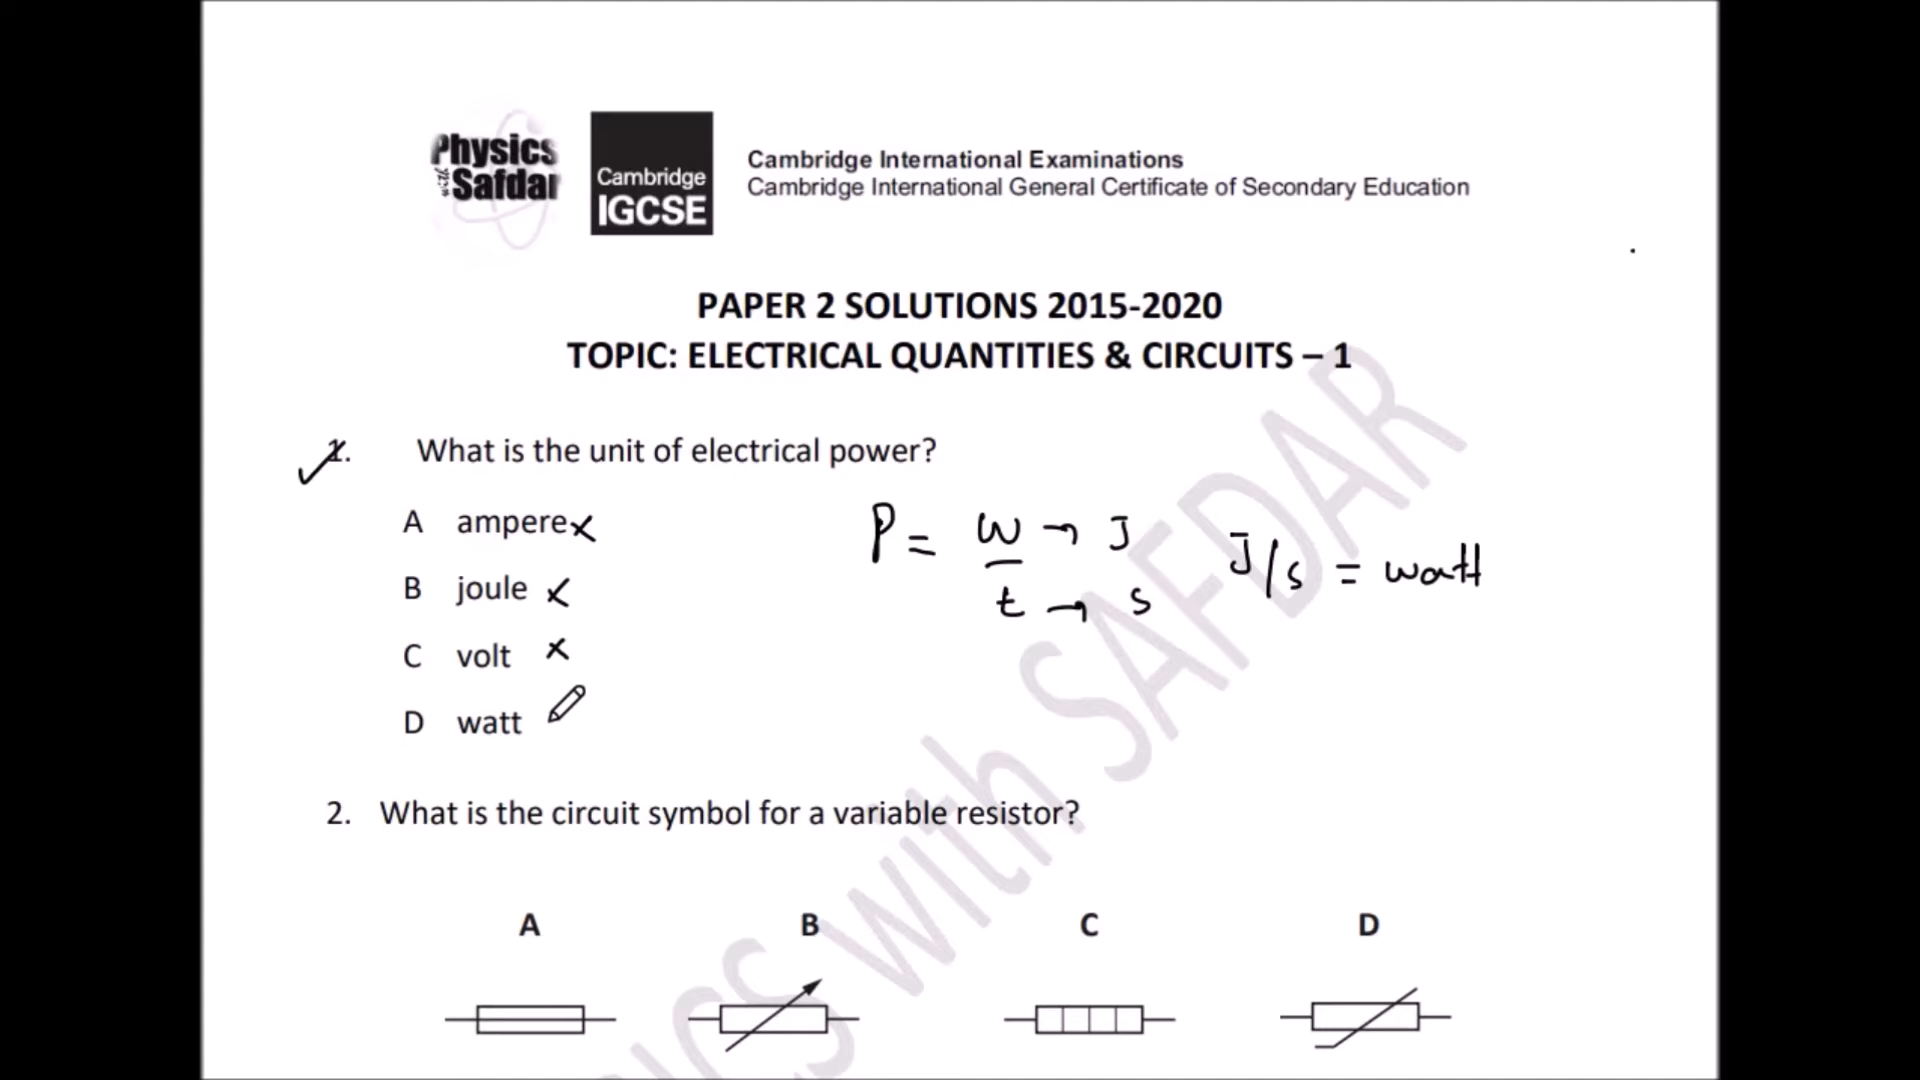 Physics
with
Safdar
Cambridge
IGCSE
Cambridge International Examinations
Cambridge International General Certificate of Secondary Education
PAPER 2 SOLUTIONS 2015-2020
TOPIC: ELECTRICAL QUANTITIES & CIRCUITS – 1
1. What is the unit of electrical power?
A ampere x
B joule x
C volt x
D watt
P = W → J
t → s
J/s = watt
2. What is the circuit symbol for a variable resistor?
A B C D
ICS with SAFDAR